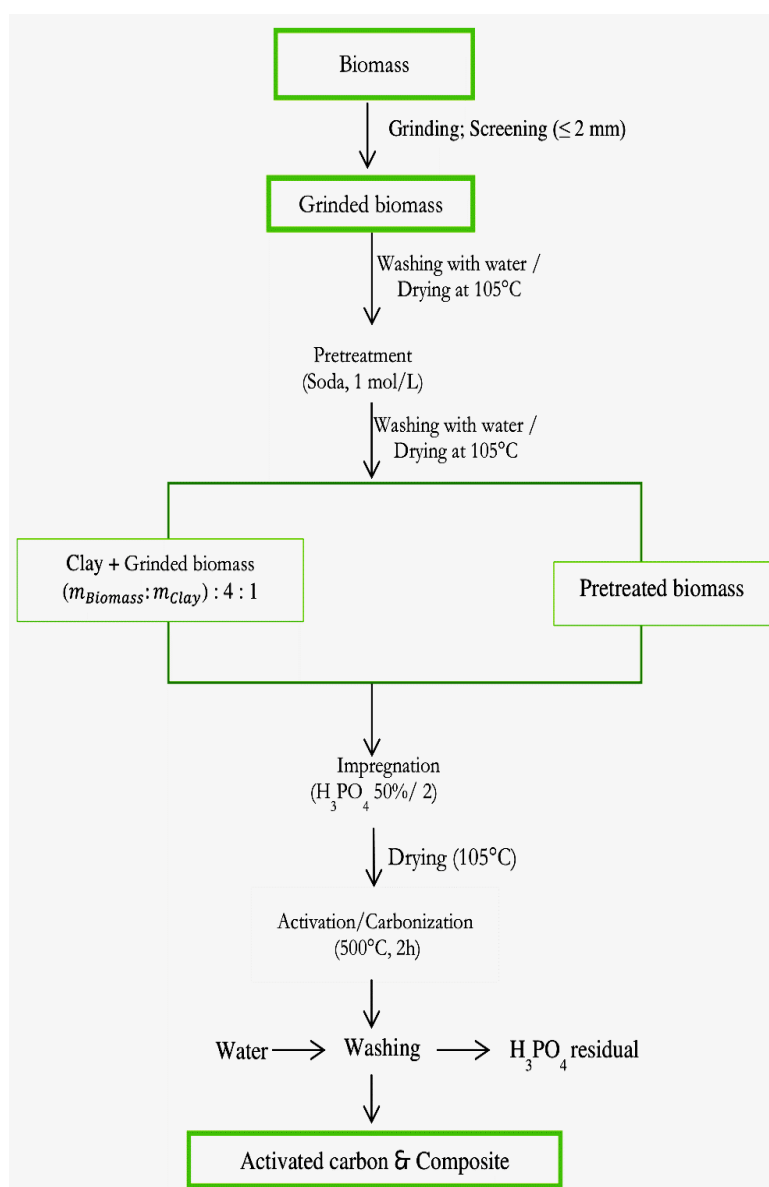 Biomass
Grinding; Screening (≤ 2 mm)
Grinded biomass
Washing with water /
Drying at 105°C
Pretreatment
(Soda, 1 mol/L)
Washing with water /
Drying at 105°C
Clay + Grinded biomass
(m_Biomass:m_Clay) : 4 : 1
Pretreated biomass
Impregnation
(H₃PO₄ 50%/ 2)
Drying (105°C)
Activation/Carbonization
(500°C, 2h)
Water Washing H₃PO₄ residual
Activated carbon & Composite